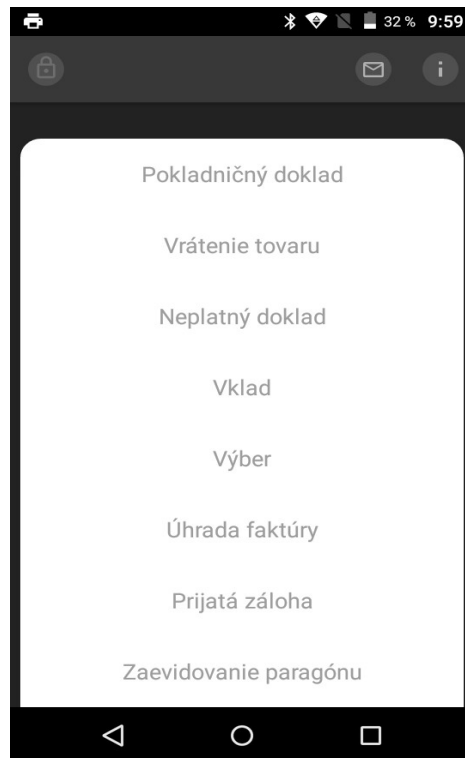 32 % 9:59
Pokladničný doklad
Vrátenie tovaru
Neplatný doklad
Vklad
Výber
Úhrada faktúry
Prijatá záloha
Zaevidovanie paragónu